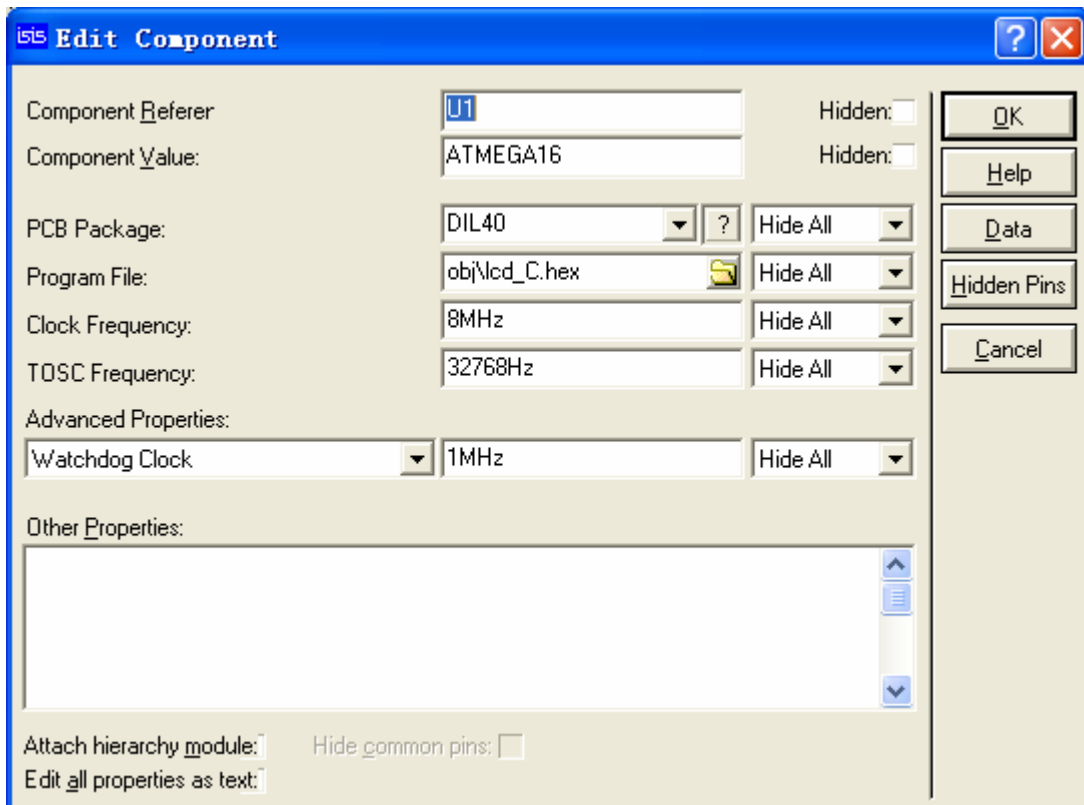 isis Edit Component
Component Referer U1 Hidden: OK
Component Value: ATMEGA16 Hidden: Help
PCB Package: DIL40 ? Hide All Data
Program File: obj\lcd_C.hex Hide All Hidden Pins
Clock Frequency: 8MHz Hide All
TOSC Frequency: 32768Hz Hide All Cancel
Advanced Properties:
Watchdog Clock 1MHz Hide All
Other Properties:
Attach hierarchy module: Hide common pins:
Edit all properties as text: